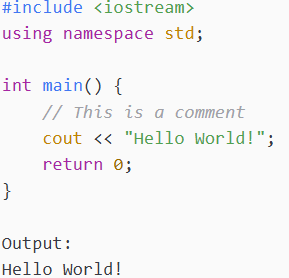 #include <iostream>
using namespace std;

int main() {
    // This is a comment
    cout << "Hello World!";
    return 0;
}

Output:
Hello World!